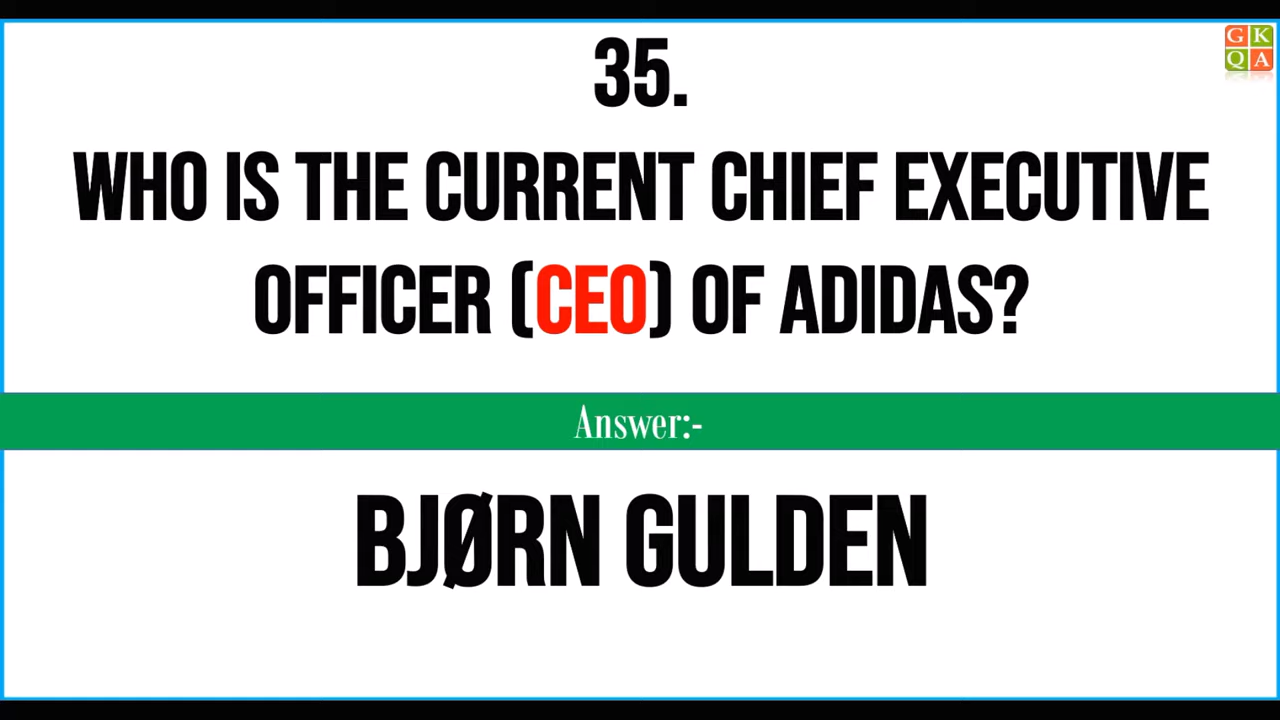 G K
Q A
35.
WHO IS THE CURRENT CHIEF EXECUTIVE
OFFICER (CEO) OF ADIDAS?
Answer:-
BJØRN GULDEN